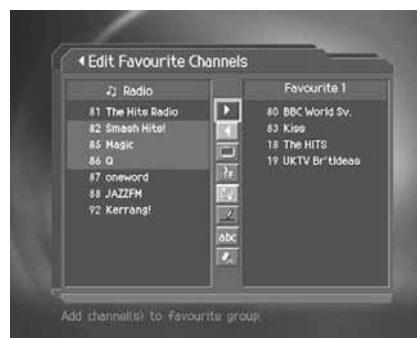 Edit Favourite Channels
Radio
81 The Hits Radio
82 Smash Hits!
85 Magic
86 Q
87 oneword
88 JAZZFM
92 Kerrang!
abc
Favourite 1
80 BBC World Sv.
83 Kiss
18 The HITS
19 UKTV Br'tIdeas
Add channel(s) to favourite group.